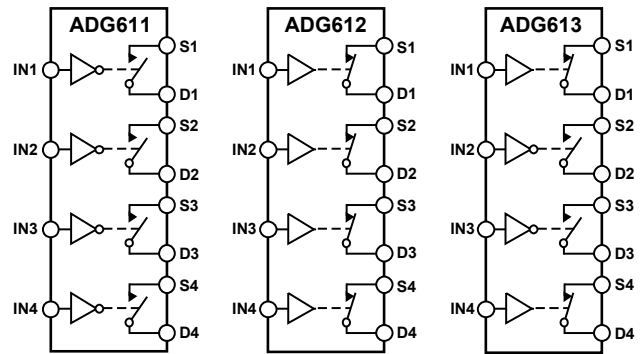 ADG611
S1
IN1
D1
S2
IN2
D2
S3
IN3
D3
S4
IN4
D4
ADG612
S1
IN1
D1
S2
IN2
D2
S3
IN3
D3
S4
IN4
D4
ADG613
S1
IN1
D1
S2
IN2
D2
S3
IN3
D3
S4
IN4
D4